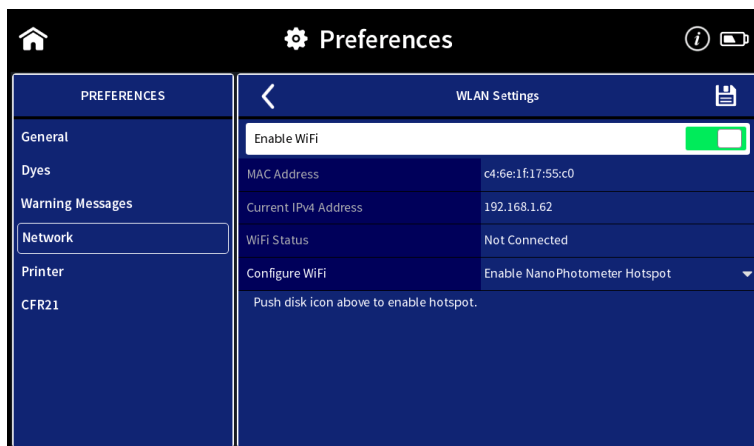 Preferences
PREFERENCES
General
Dyes
Warning Messages
Network
Printer
CFR21
WLAN Settings
Enable WiFi
MAC Address c4:6e:1f:17:55:c0
Current IPv4 Address 192.168.1.62
WiFi Status Not Connected
Configure WiFi Enable NanoPhotometer Hotspot
Push disk icon above to enable hotspot.